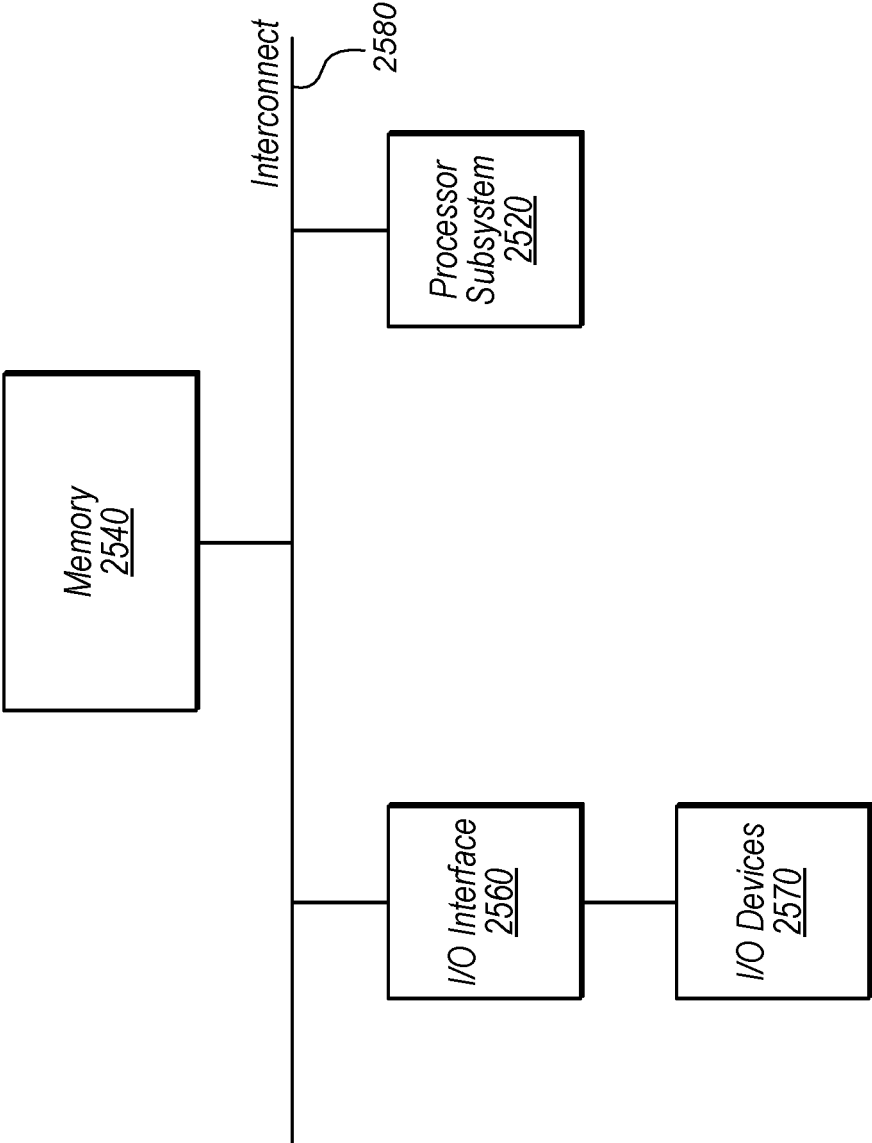 Memory
2540
Interconnect
2580
Processor
Subsystem
2520
I/O Interface
2560
I/O Devices
2570